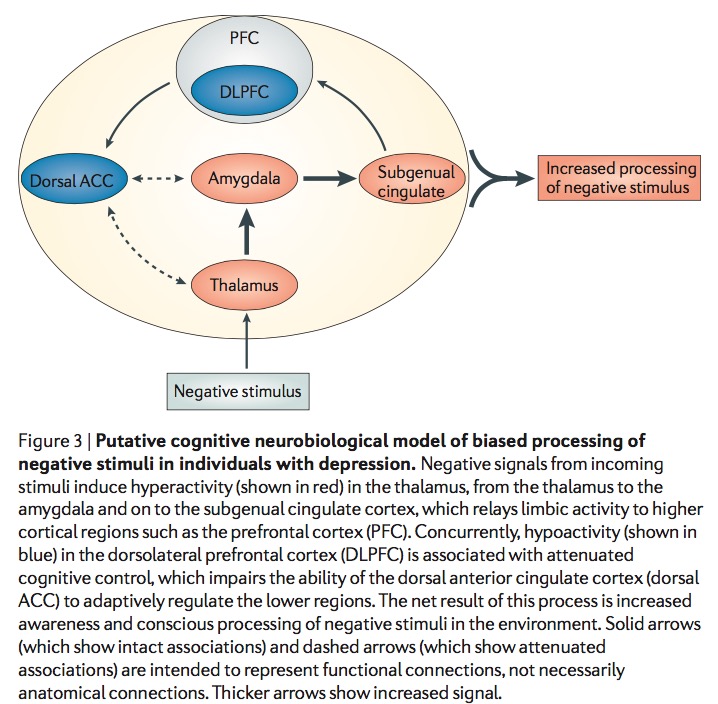 PFC
DLPFC
Dorsal ACC
Amygdala
Subgenual
cingulate
Increased processing
of negative stimulus
Thalamus
Negative stimulus
Figure 3 | Putative cognitive neurobiological model of biased processing of
negative stimuli in individuals with depression. Negative signals from incoming
stimuli induce hyperactivity (shown in red) in the thalamus, from the thalamus to the
amygdala and on to the subgenual cingulate cortex, which relays limbic activity to higher
cortical regions such as the prefrontal cortex (PFC). Concurrently, hypoactivity (shown in
blue) in the dorsolateral prefrontal cortex (DLPFC) is associated with attenuated
cognitive control, which impairs the ability of the dorsal anterior cingulate cortex (dorsal
ACC) to adaptively regulate the lower regions. The net result of this process is increased
awareness and conscious processing of negative stimuli in the environment. Solid arrows
(which show intact associations) and dashed arrows (which show attenuated
associations) are intended to represent functional connections, not necessarily
anatomical connections. Thicker arrows show increased signal.